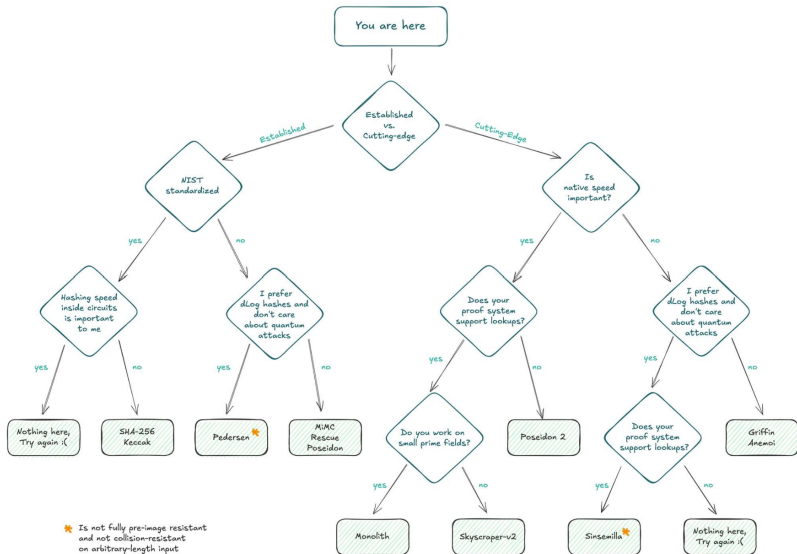 You are here
Established
vs.
Cutting-edge
Established
Cutting-Edge
NIST
standardized
Is
native speed
important?
yes
no
yes
no
Hashing speed
inside circuits
is important
to me
I prefer
dLog hashes and
don't care
about quantum
attacks
Does your
proof system
support lookups?
I prefer
dLog hashes and
don't care
about quantum
attacks
yes
no
yes
no
yes
no
yes
no
Nothing here,
Try again :(
SHA-256
Keccak
Pedersen
MiMC
Rescue
Poseidon
Do you work on
small prime fields?
Poseidon 2
Does your
proof system
support lookups?
Griffin
Anemoi
yes
no
yes
no
Monolith
Skyscraper-v2
Sinsemilla
Nothing here,
Try again :(
Is not fully pre-image resistant
and not collision-resistant
on arbitrary-length input